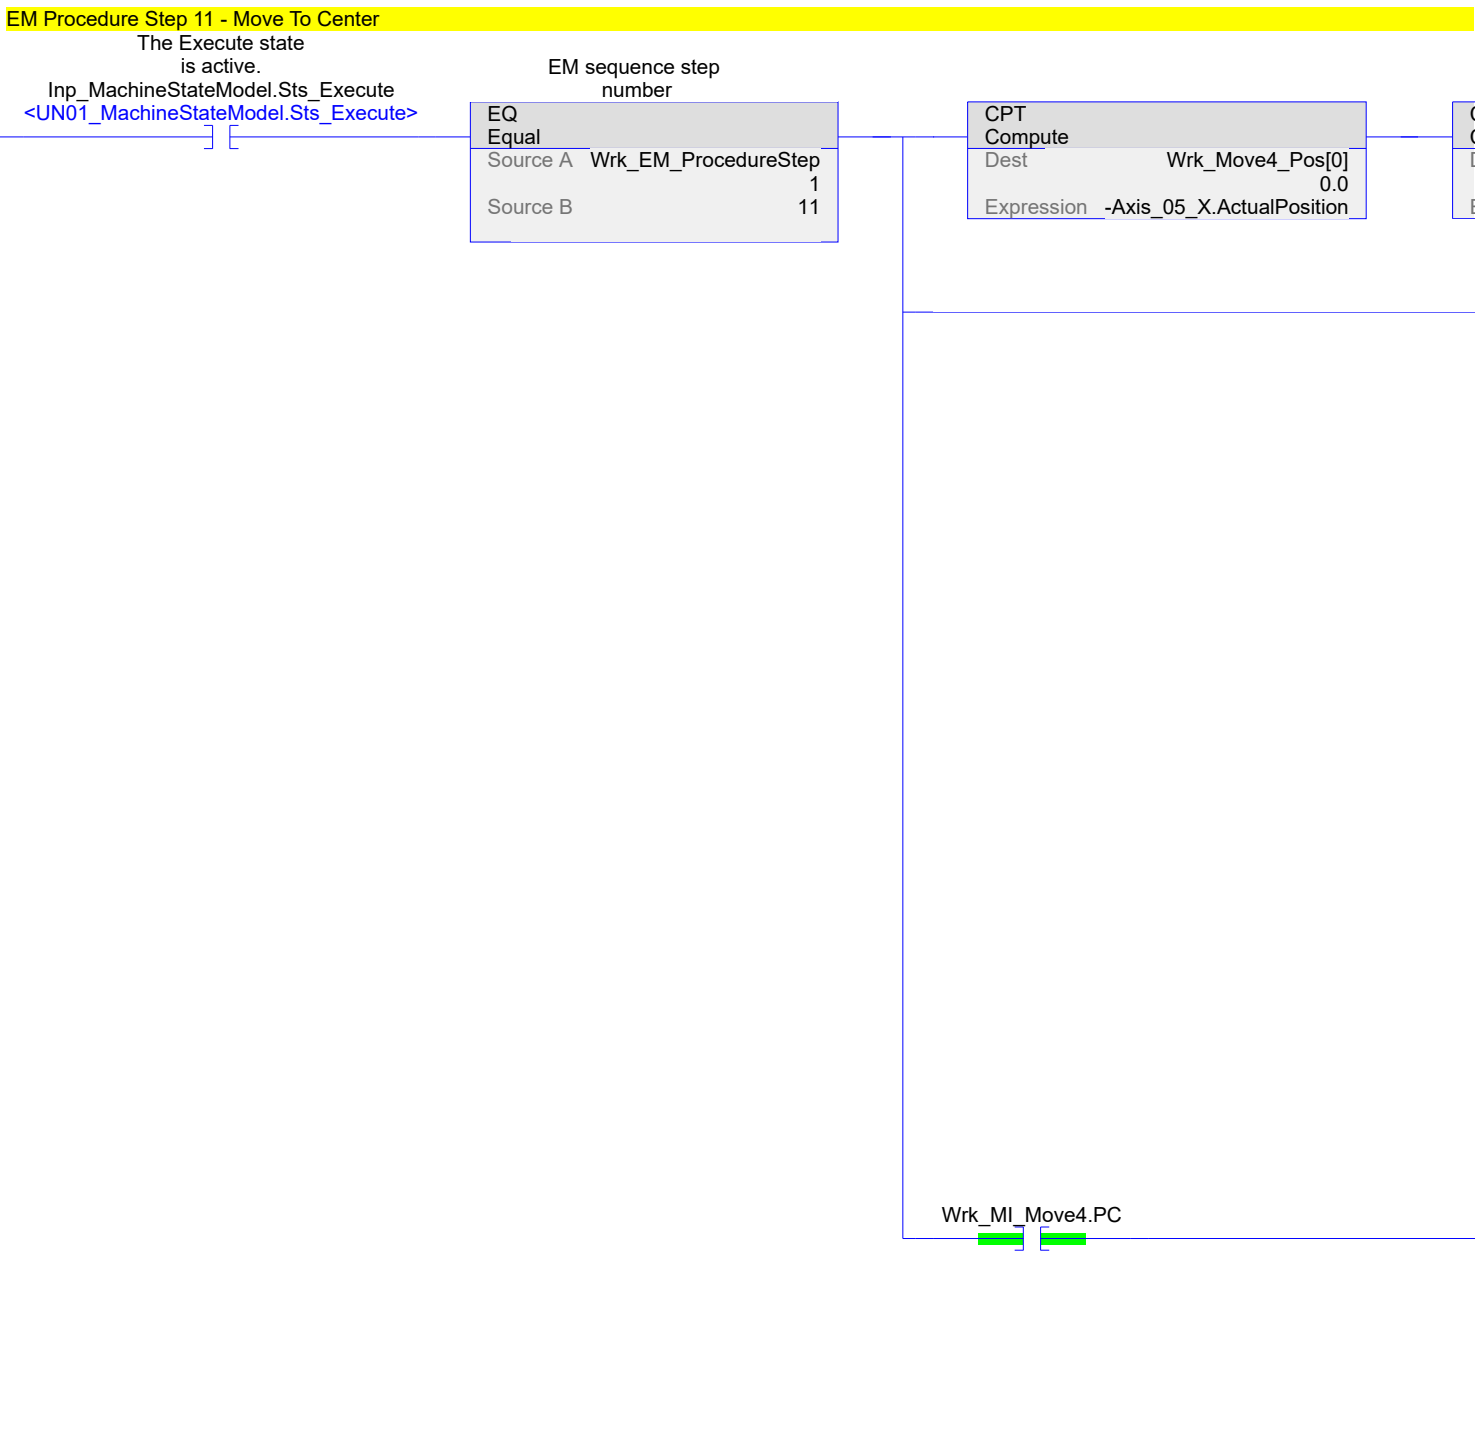 EM Procedure Step 11 - Move To Center
The Execute state
is active.
Inp_MachineStateModel.Sts_Execute
<UN01_MachineStateModel.Sts_Execute>
EM sequence step
number
EQ
Equal
Source A Wrk_EM_ProcedureStep
1
Source B 11
CPT
Compute
Dest Wrk_Move4_Pos[0]
0.0
Expression -Axis_05_X.ActualPosition
Wrk_MI_Move4.PC